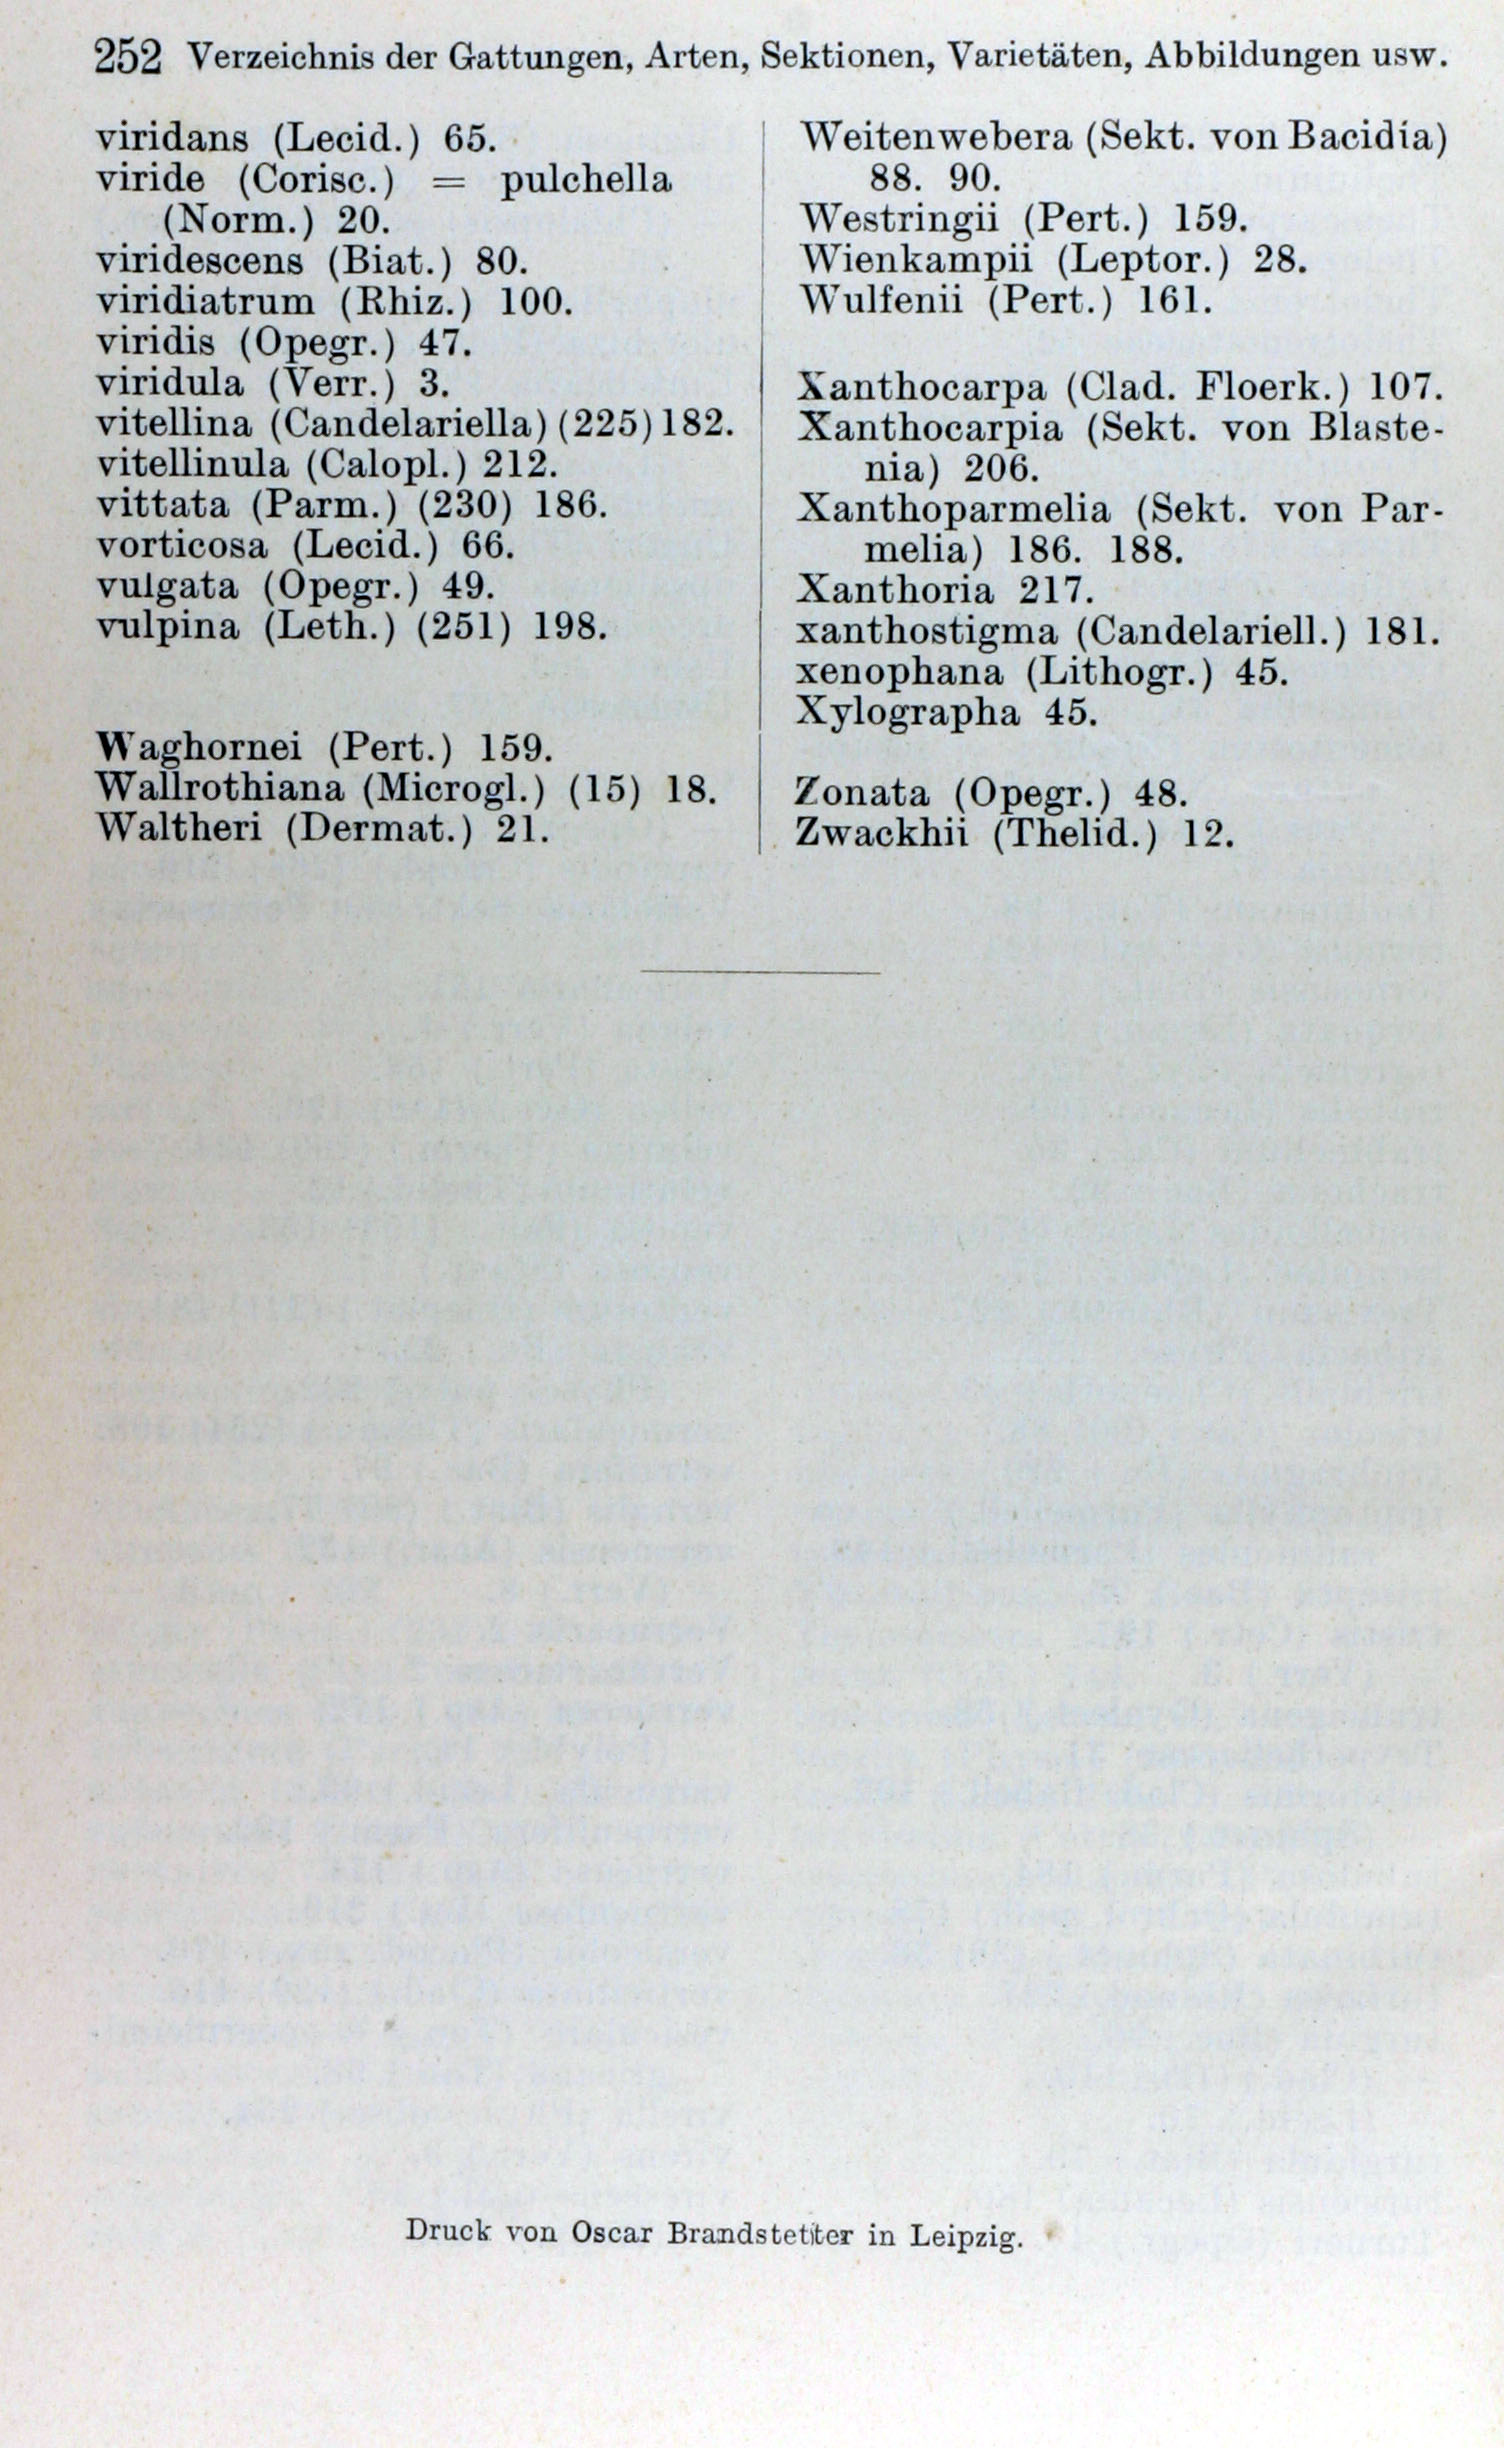 252 Verzeichnis der Gattungen, Arten, Sektionen, Varietäten, Abbildungen usw.
viridans (Lecid.) 65.
viride (Corisc.) = pulchella
(Norm.) 20.
viridescens (Biat.) 80.
viridiatrum (Rhiz.) 100.
viridis (Opegr.) 47.
viridula (Verr.) 3.
vitellina (Candelariella) (225) 182.
vitellinula (Calopl.) 212.
vittata (Parm.) (230) 186.
vorticosa (Lecid.) 66.
vulgata (Opegr.) 49.
vulpina (Leth.) (251) 198.
Waghornei (Pert.) 159.
Wallrothiana (Microgl.) (15) 18.
Waltheri (Dermat.) 21.
Weitenwebera (Sekt. von Bacidia)
88. 90.
Westringii (Pert.) 159.
Wienkampii (Leptor.) 28.
Wulfenii (Pert.) 161.
Xanthocarpa (Clad. Floerk.) 107.
Xanthocarpia (Sekt. von Blaste-
nia) 206.
Xanthoparmelia (Sekt. von Par-
melia) 186. 188.
Xanthoria 217.
xanthostigma (Candelariell.) 181.
xenophana (Lithogr.) 45.
Xylographa 45.
Zonata (Opegr.) 48.
Zwackhii (Thelid.) 12.
Druck von Oscar Brandstetter in Leipzig.